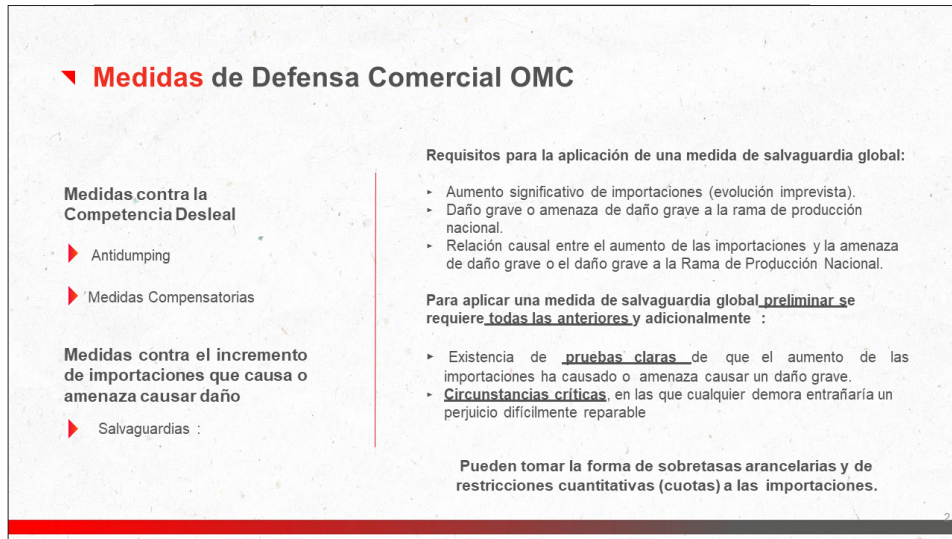 Medidas de Defensa Comercial OMC
Medidas contra la
Competencia Desleal
Antidumping
Medidas Compensatorias
Medidas contra el incremento
de importaciones que causa o
amenaza causar daño
Salvaguardias :
Requisitos para la aplicación de una medida de salvaguardia global:
▸ Aumento significativo de importaciones (evolución imprevista).
▸ Daño grave o amenaza de daño grave a la rama de producción
nacional.
▸ Relación causal entre el aumento de las importaciones y la amenaza
de daño grave o el daño grave a la Rama de Producción Nacional.
Para aplicar una medida de salvaguardia global preliminar se
requiere todas las anteriores y adicionalmente :
▸ Existencia de pruebas claras de que el aumento de las
importaciones ha causado o amenaza causar un daño grave.
▸ Circunstancias críticas, en las que cualquier demora entrañaría un
perjuicio difícilmente reparable
Pueden tomar la forma de sobretasas arancelarias y de
restricciones cuantitativas (cuotas) a las importaciones.
2